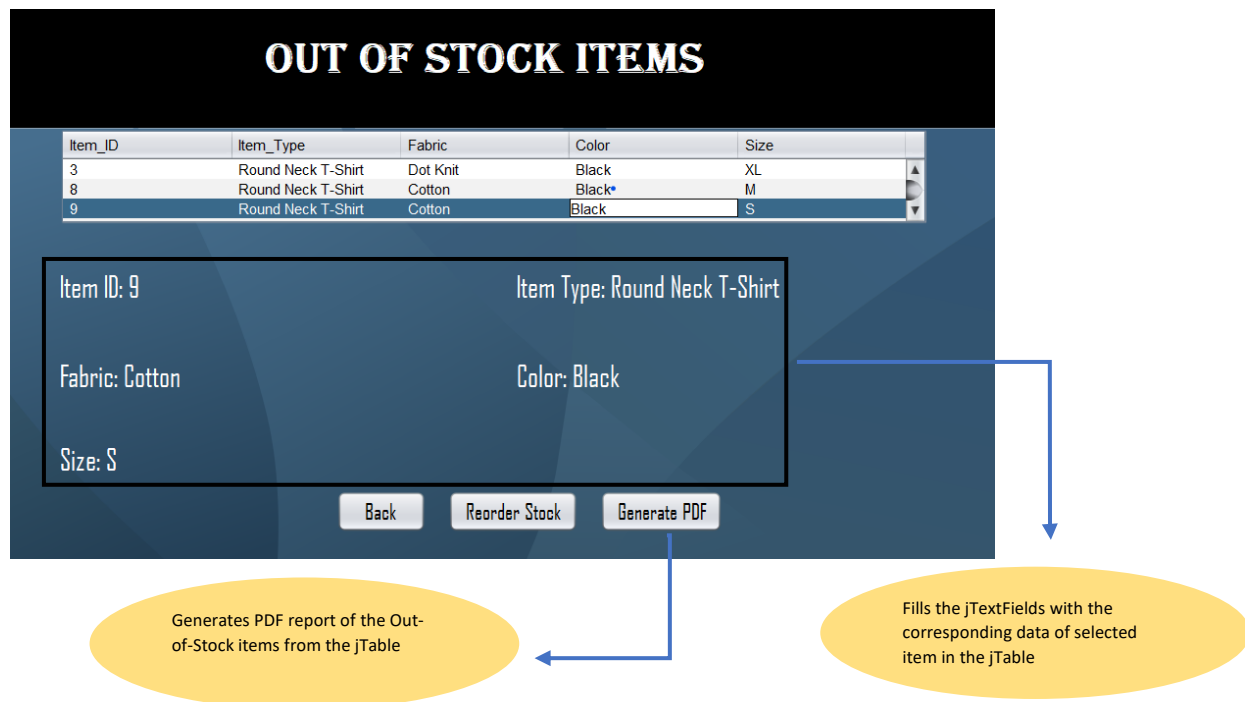 OUT OF STOCK ITEMS
Item_ID Item_Type Fabric Color Size
3 Round Neck T-Shirt Dot Knit Black XL
8 Round Neck T-Shirt Cotton Black M
9 Round Neck T-Shirt Cotton Black S
Item ID: 9 Item Type: Round Neck T-Shirt
Fabric: Cotton Color: Black
Size: S
Back Reorder Stock Generate PDF
Generates PDF report of the Out-
of-Stock items from the jTable
Fills the jTextFields with the
corresponding data of selected
item in the jTable